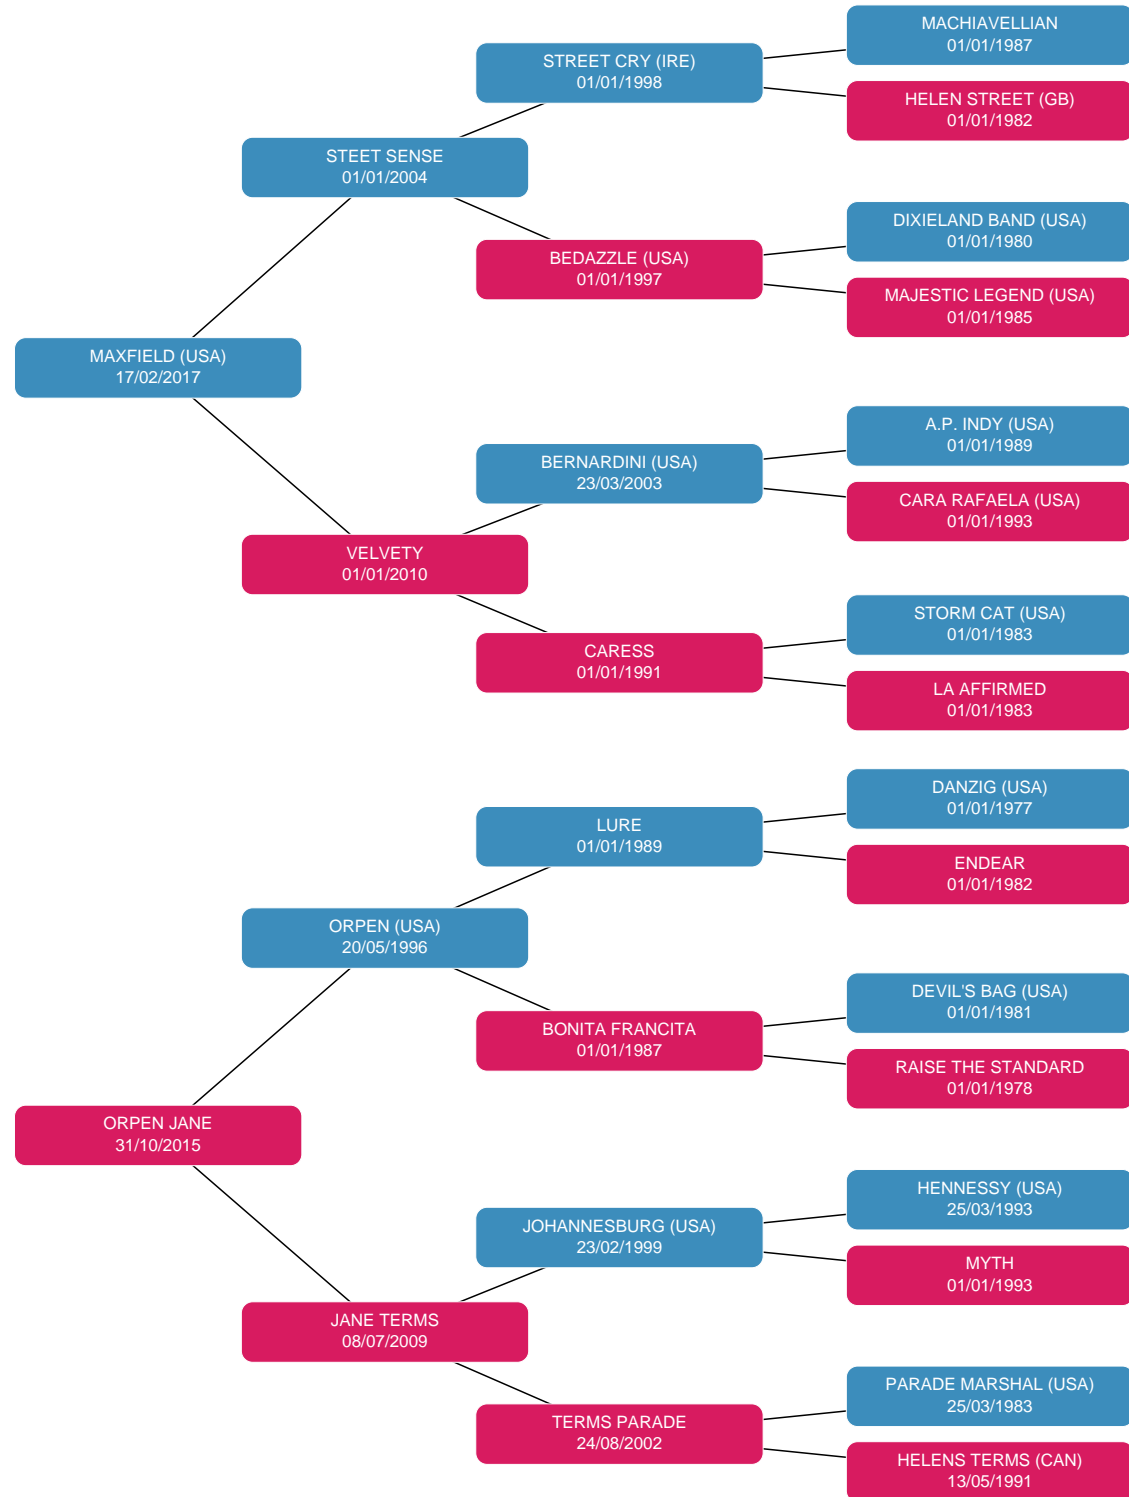 MACHIAVELLIAN
01/01/1987
STREET CRY (IRE)
01/01/1998
HELEN STREET (GB)
01/01/1982
STEET SENSE
01/01/2004
DIXIELAND BAND (USA)
01/01/1980
BEDAZZLE (USA)
01/01/1997
MAJESTIC LEGEND (USA)
01/01/1985
MAXFIELD (USA)
17/02/2017
A.P. INDY (USA)
01/01/1989
BERNARDINI (USA)
23/03/2003
CARA RAFAELA (USA)
01/01/1993
VELVETY
01/01/2010
STORM CAT (USA)
01/01/1983
CARESS
01/01/1991
LA AFFIRMED
01/01/1983
DANZIG (USA)
01/01/1977
LURE
01/01/1989
ENDEAR
01/01/1982
ORPEN (USA)
20/05/1996
DEVIL'S BAG (USA)
01/01/1981
BONITA FRANCITA
01/01/1987
RAISE THE STANDARD
01/01/1978
ORPEN JANE
31/10/2015
HENNESSY (USA)
25/03/1993
JOHANNESBURG (USA)
23/02/1999
MYTH
01/01/1993
JANE TERMS
08/07/2009
PARADE MARSHAL (USA)
25/03/1983
TERMS PARADE
24/08/2002
HELENS TERMS (CAN)
13/05/1991